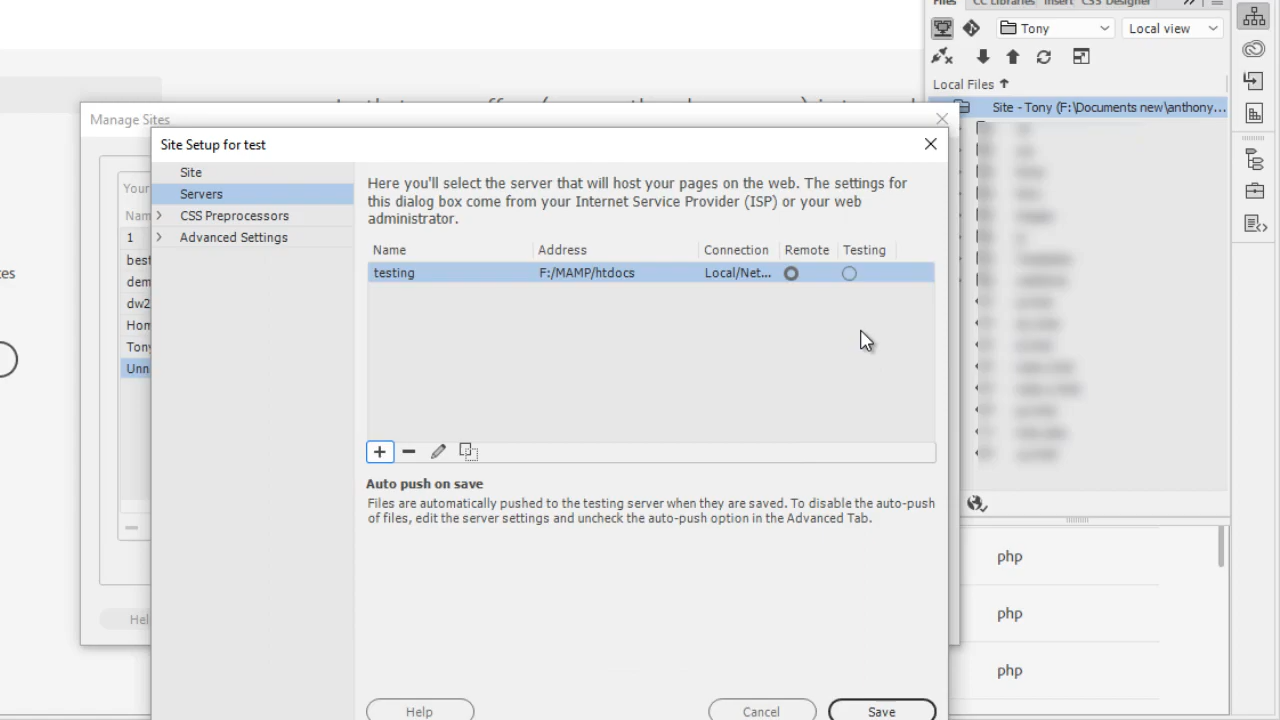 Files CC Libraries Insert CSS Designer
Tony
Local view
Local Files
Site - Tony (F:\Documents new\anthony...
Manage Sites
Site Setup for test
Your
Nam
1
best
dem
dw2
Hom
Tony
Unn
Hel
Site
Servers
CSS Preprocessors
Advanced Settings
Here you'll select the server that will host your pages on the web. The settings for
this dialog box come from your Internet Service Provider (ISP) or your web
administrator.
Name Address Connection Remote Testing
testing F:/MAMP/htdocs Local/Net...
Auto push on save
Files are automatically pushed to the testing server when they are saved. To disable the auto-push
of files, edit the server settings and uncheck the auto-push option in the Advanced Tab.
Help Cancel Save
php
php
php